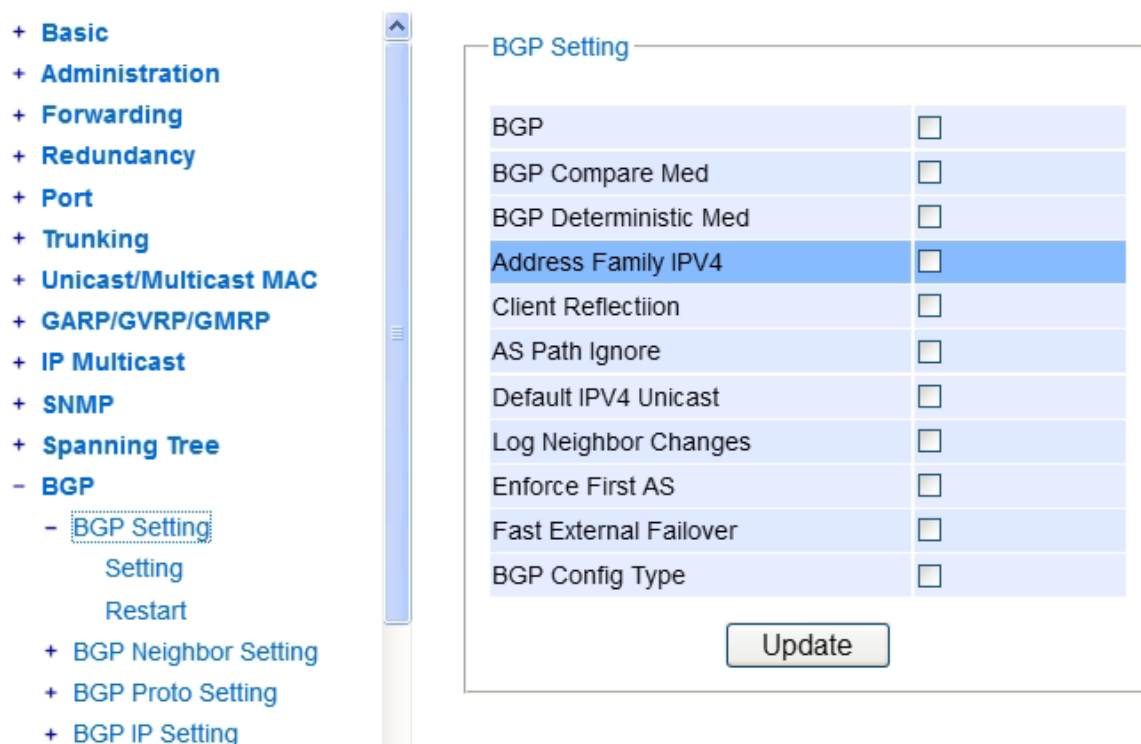 + Basic
+ Administration
+ Forwarding
+ Redundancy
+ Port
+ Trunking
+ Unicast/Multicast MAC
+ GARP/GVRP/GMRP
+ IP Multicast
+ SNMP
+ Spanning Tree
- BGP
- BGP Setting
Setting
Restart
+ BGP Neighbor Setting
+ BGP Proto Setting
+ BGP IP Setting
BGP Setting
BGP
BGP Compare Med
BGP Deterministic Med
Address Family IPV4
Client Reflectiion
AS Path Ignore
Default IPV4 Unicast
Log Neighbor Changes
Enforce First AS
Fast External Failover
BGP Config Type
Update